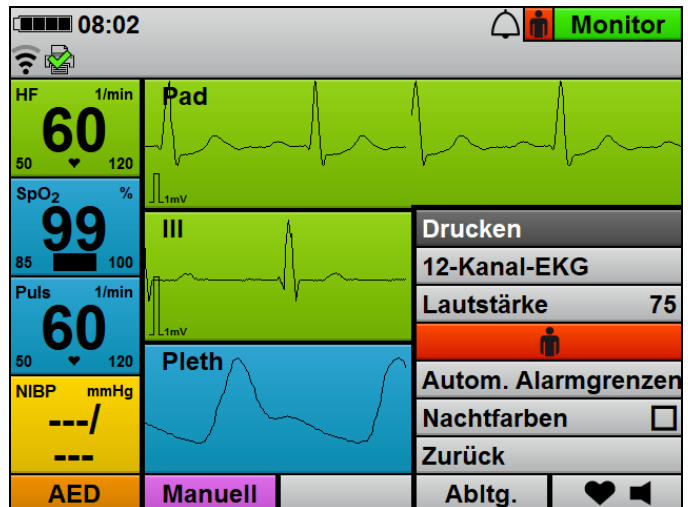 08:02
Monitor
HF 1/min
60
50 120
SpO2 %
99
85 100
Puls 1/min
60
50 120
NIBP mmHg
---/
---
Pad
1mV
III
1mV
Pleth
Drucken
12-Kanal-EKG
Lautstärke 75
Autom. Alarmgrenzen
Nachtfarben
Zurück
AED Manuell Abltg.